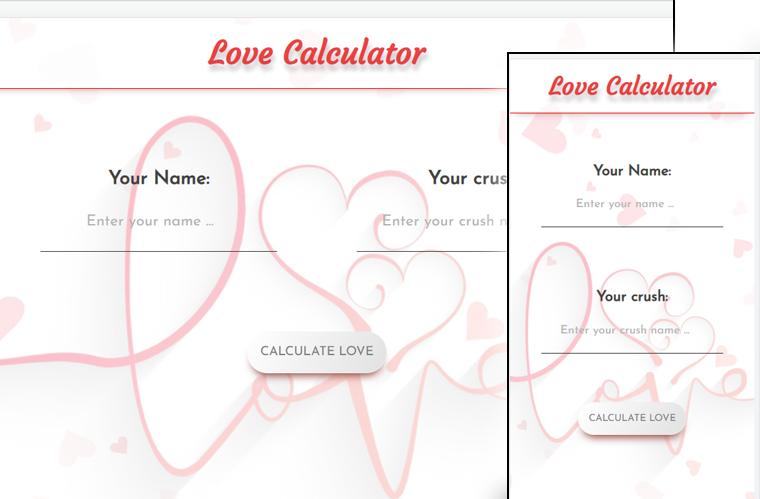 Love Calculator
Your Name:
Your crus
Enter your name ...
Enter your crush n
CALCULATE LOVE
Love Calculator
Your Name:
Enter your name ...
Your crush:
Enter your crush name ...
CALCULATE LOVE